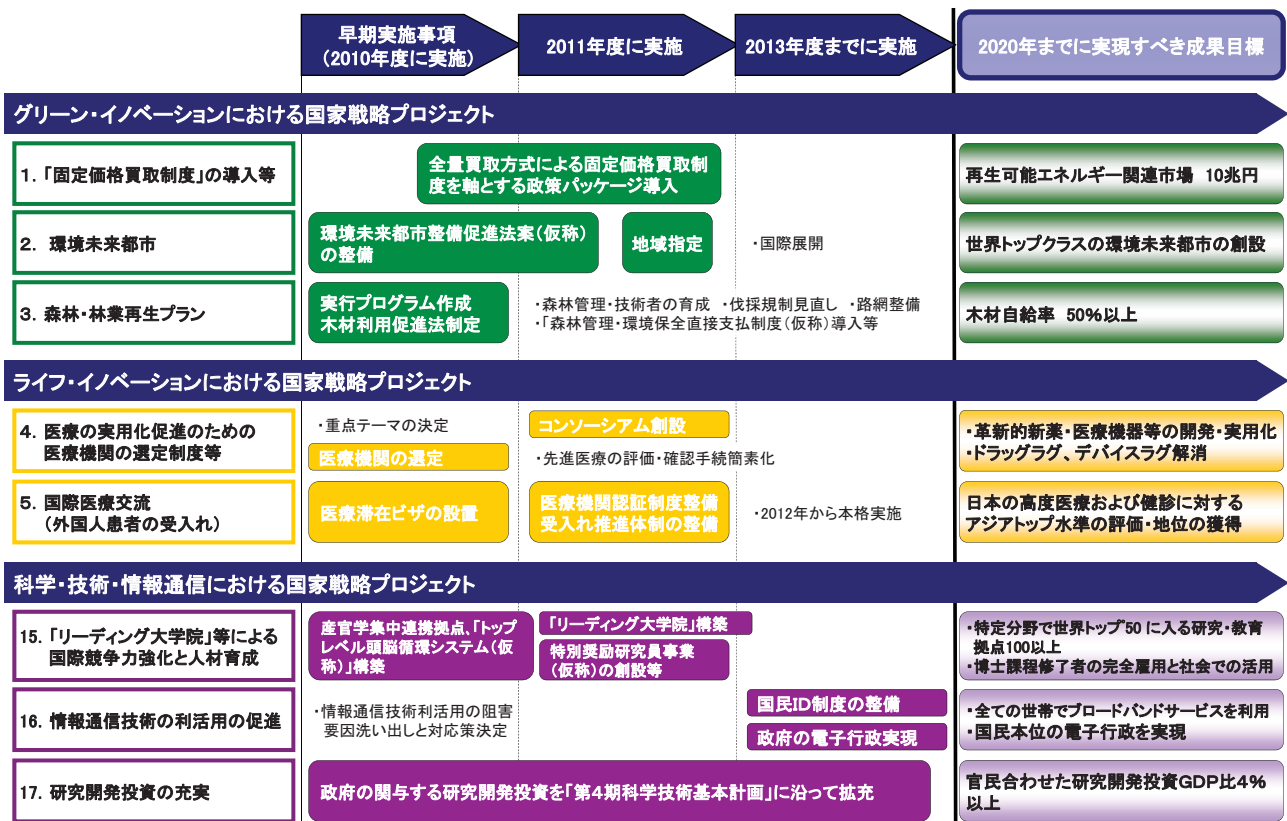 早期実施事項
(2010年度に実施)
2011年度に実施
2013年度までに実施
2020年までに実現すべき成果目標
グリーン・イノベーションにおける国家戦略プロジェクト
1. 「固定価格買取制度」の導入等
全量買取方式による固定価格買取制
度を軸とする政策パッケージ導入
再生可能エネルギー関連市場 10兆円
2. 環境未来都市
環境未来都市整備促進法案(仮称)
の整備
地域指定
・国際展開
世界トップクラスの環境未来都市の創設
3. 森林・林業再生プラン
実行プログラム作成
木材利用促進法制定
・森林管理・技術者の育成 ・伐採規制見直し ・路網整備
・「森林管理・環境保全直接支払制度(仮称)導入等
木材自給率 50%以上
ライフ・イノベーションにおける国家戦略プロジェクト
4. 医療の実用化促進のための
医療機関の選定制度等
・重点テーマの決定
医療機関の選定
コンソーシアム創設
・先進医療の評価・確認手続簡素化
・革新的新薬・医療機器等の開発・実用化
・ドラッグラグ、デバイスラグ解消
5. 国際医療交流
(外国人患者の受入れ)
医療滞在ビザの設置
医療機関認証制度整備
受入れ推進体制の整備
・2012年から本格実施
日本の高度医療および健診に対する
アジアトップ水準の評価・地位の獲得
科学・技術・情報通信における国家戦略プロジェクト
15. 「リーディング大学院」等による
国際競争力強化と人材育成
産官学集中連携拠点、「トップ
レベル頭脳循環システム(仮
称)」構築
「リーディング大学院」構築
特別奨励研究員事業
(仮称)の創設等
・特定分野で世界トップ50に入る研究・教育
拠点100以上
・博士課程修了者の完全雇用と社会での活用
16. 情報通信技術の利活用の促進
・情報通信技術利活用の阻害
要因洗い出しと対応策決定
国民ID制度の整備
政府の電子行政実現
・全ての世帯でブロードバンドサービスを利用
・国民本位の電子行政を実現
17. 研究開発投資の充実
政府の関与する研究開発投資を「第4期科学技術基本計画」に沿って拡充
官民合わせた研究開発投資GDP比4%
以上